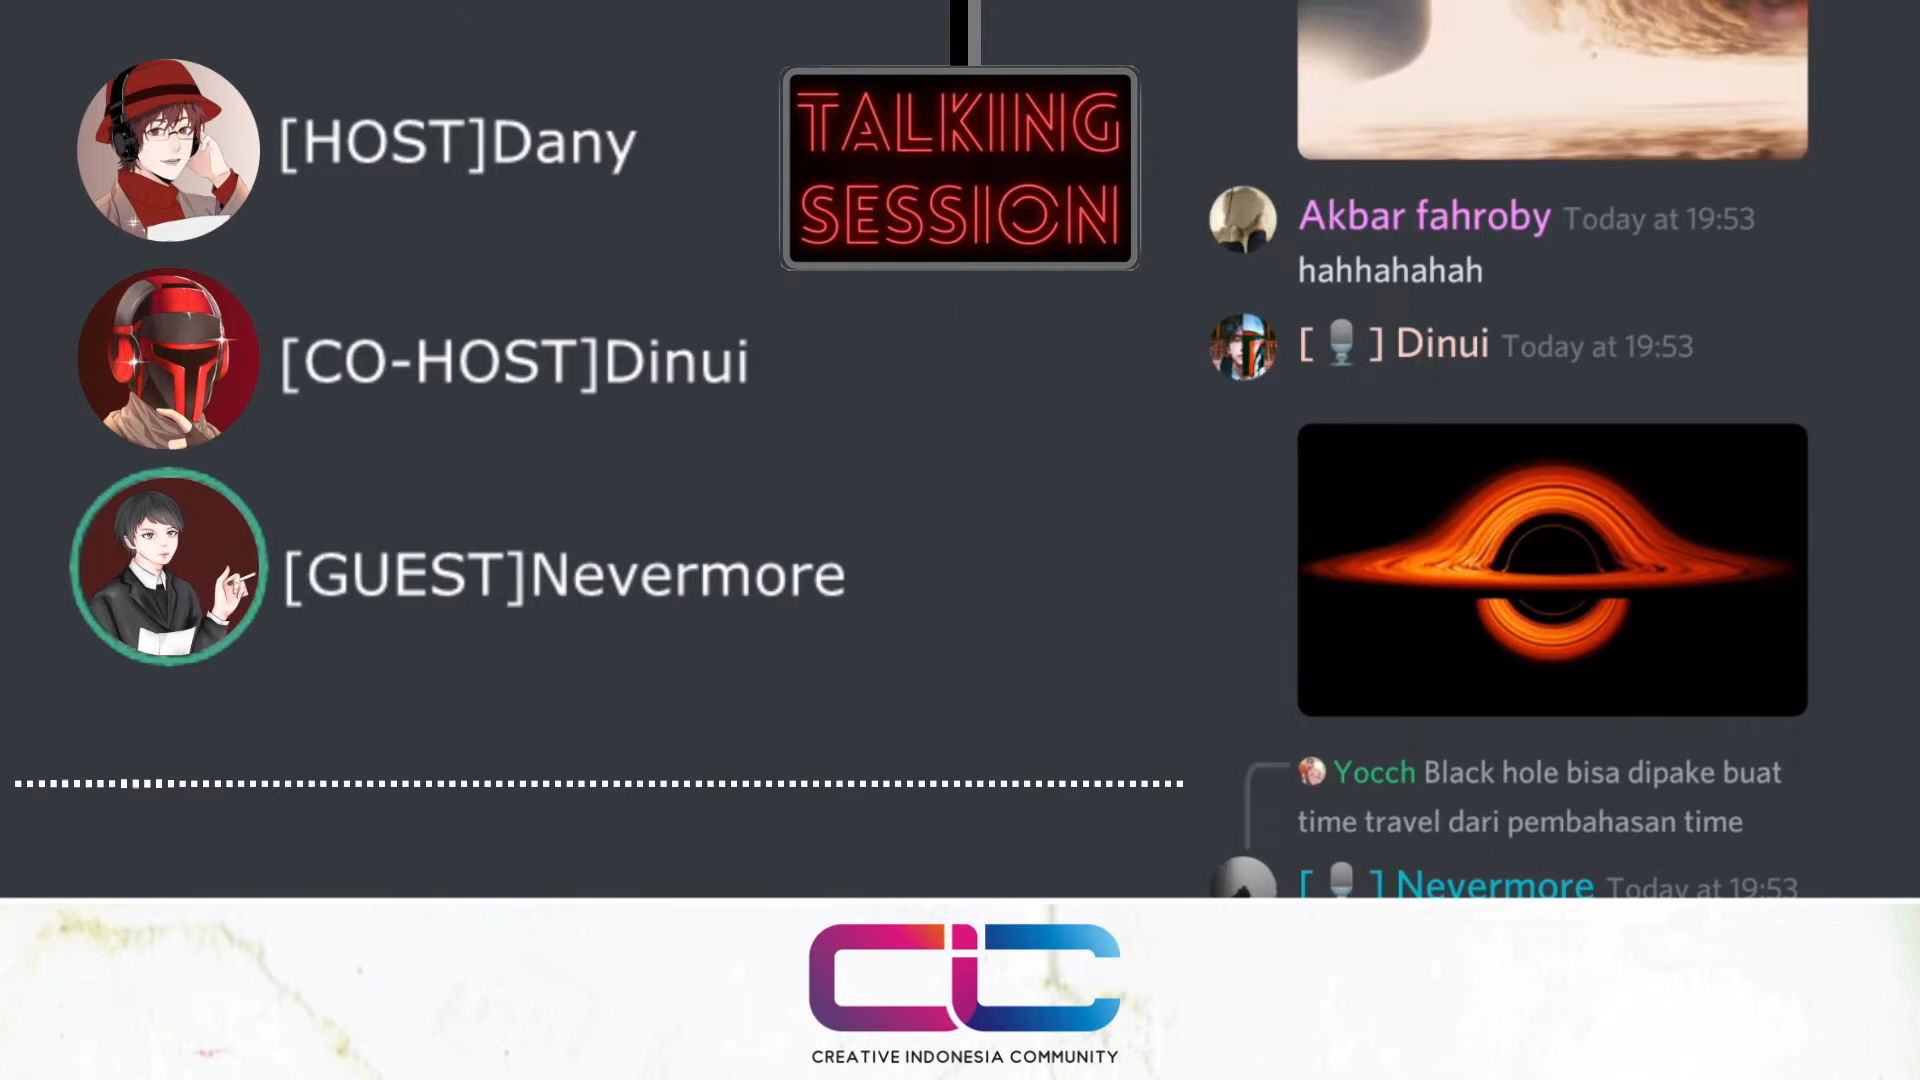 [HOST]Dany
[CO-HOST]Dinui
[GUEST]Nevermore
TALKING
SESSION
Akbar fahroby Today at 19:53
hahhahahah
[ 🎙️ ] Dinui Today at 19:53
Yocch Black hole bisa dipake buat
time travel dari pembahasan time
[ 🎙️ ] Nevermore Today at 19:53
CiC
CREATIVE INDONESIA COMMUNITY